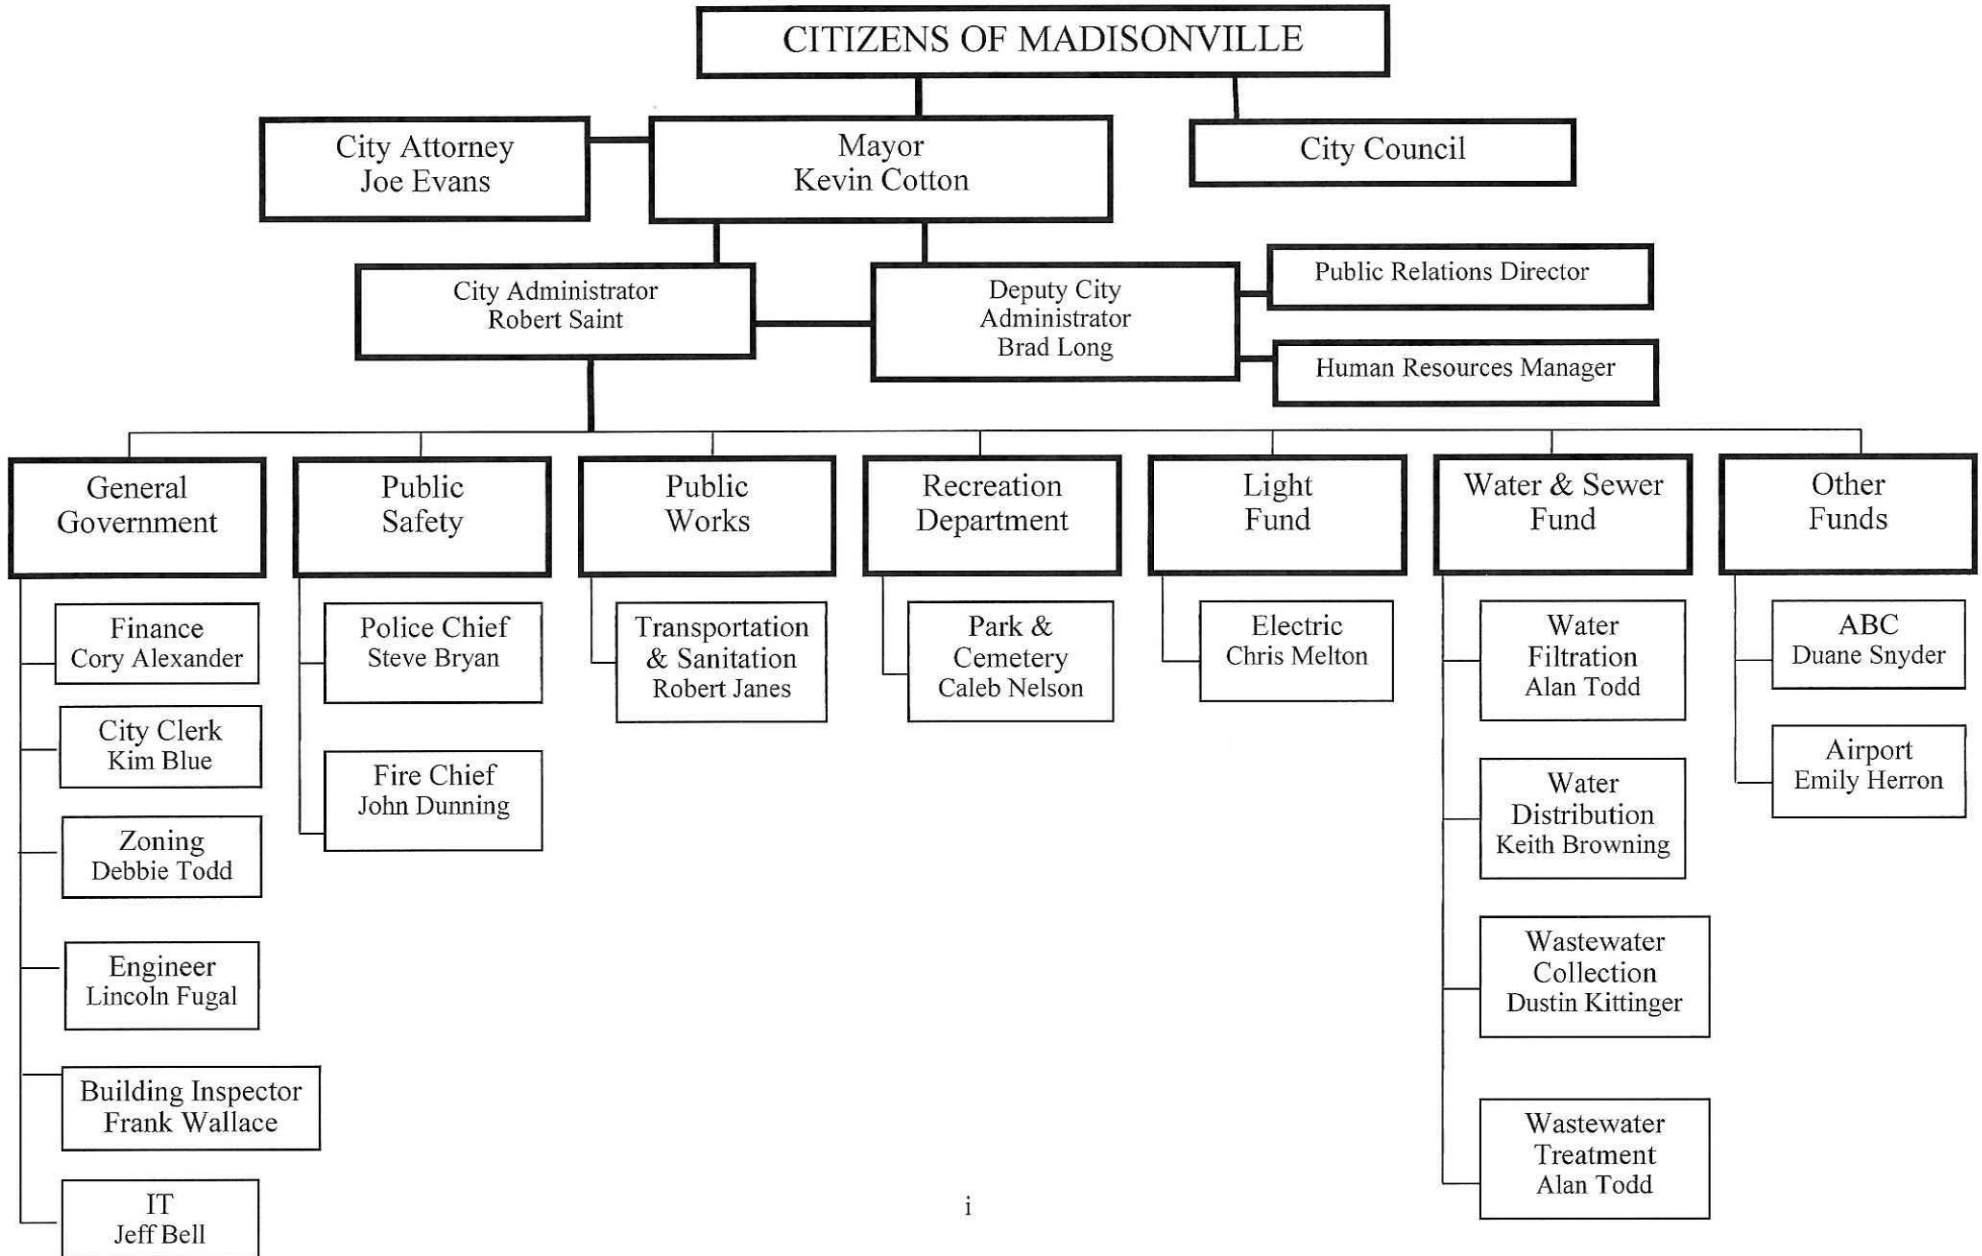 CITIZENS OF MADISONVILLE
City Attorney
Joe Evans
Mayor
Kevin Cotton
City Council
City Administrator
Robert Saint
Deputy City
Administrator
Brad Long
Public Relations Director
Human Resources Manager
General
Government
Public
Safety
Public
Works
Recreation
Department
Light
Fund
Water & Sewer
Fund
Other
Funds
Finance
Cory Alexander
City Clerk
Kim Blue
Zoning
Debbie Todd
Engineer
Lincoln Fugal
Building Inspector
Frank Wallace
IT
Jeff Bell
Police Chief
Steve Bryan
Fire Chief
John Dunning
Transportation
& Sanitation
Robert Janes
Park &
Cemetery
Caleb Nelson
Electric
Chris Melton
Water
Filtration
Alan Todd
Water
Distribution
Keith Browning
Wastewater
Collection
Dustin Kittinger
Wastewater
Treatment
Alan Todd
ABC
Duane Snyder
Airport
Emily Herron
i